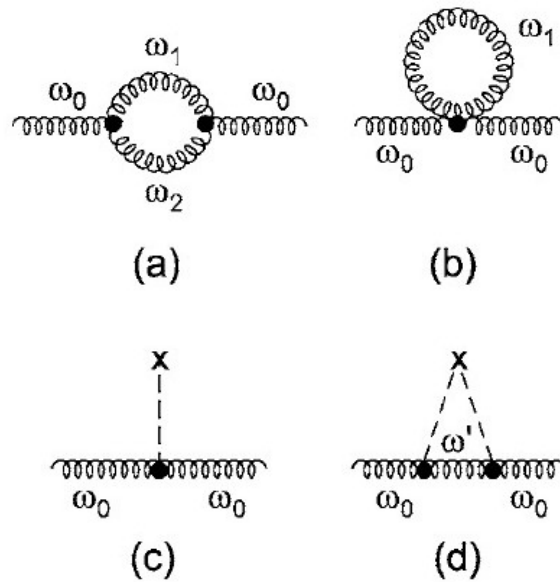 ω₁
ω₁
ω₀ ω₀
ω₂
ω₀ ω₀
(a) (b)
x x
ω'
ω₀ ω₀ ω₀ ω₀
(c) (d)